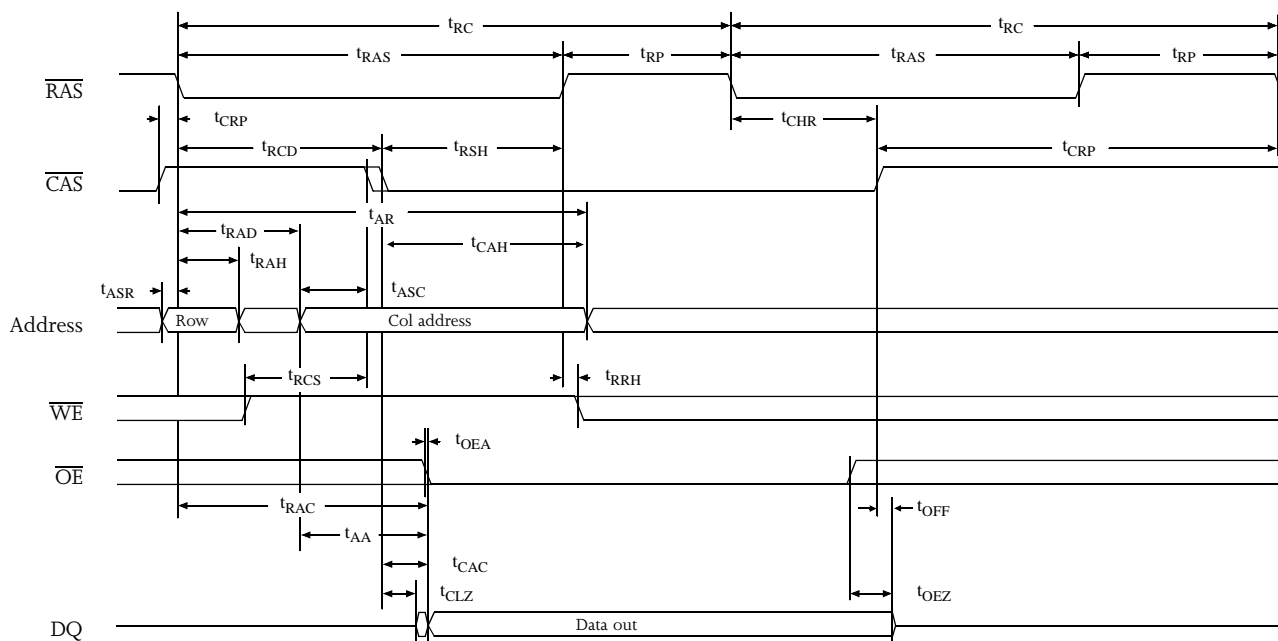 tRC tRC
tRAS tRP tRAS tRP
RAS
tCRP tCHR
tRCD tRSH tCRP
CAS
tAR
tRAD tCAH
tRAH
tASR tASC
Address Row Col address
tRCS tRRH
WE
tOEA
OE
tRAC tOFF
tAA
tCAC
tCLZ tOEZ
DQ Data out